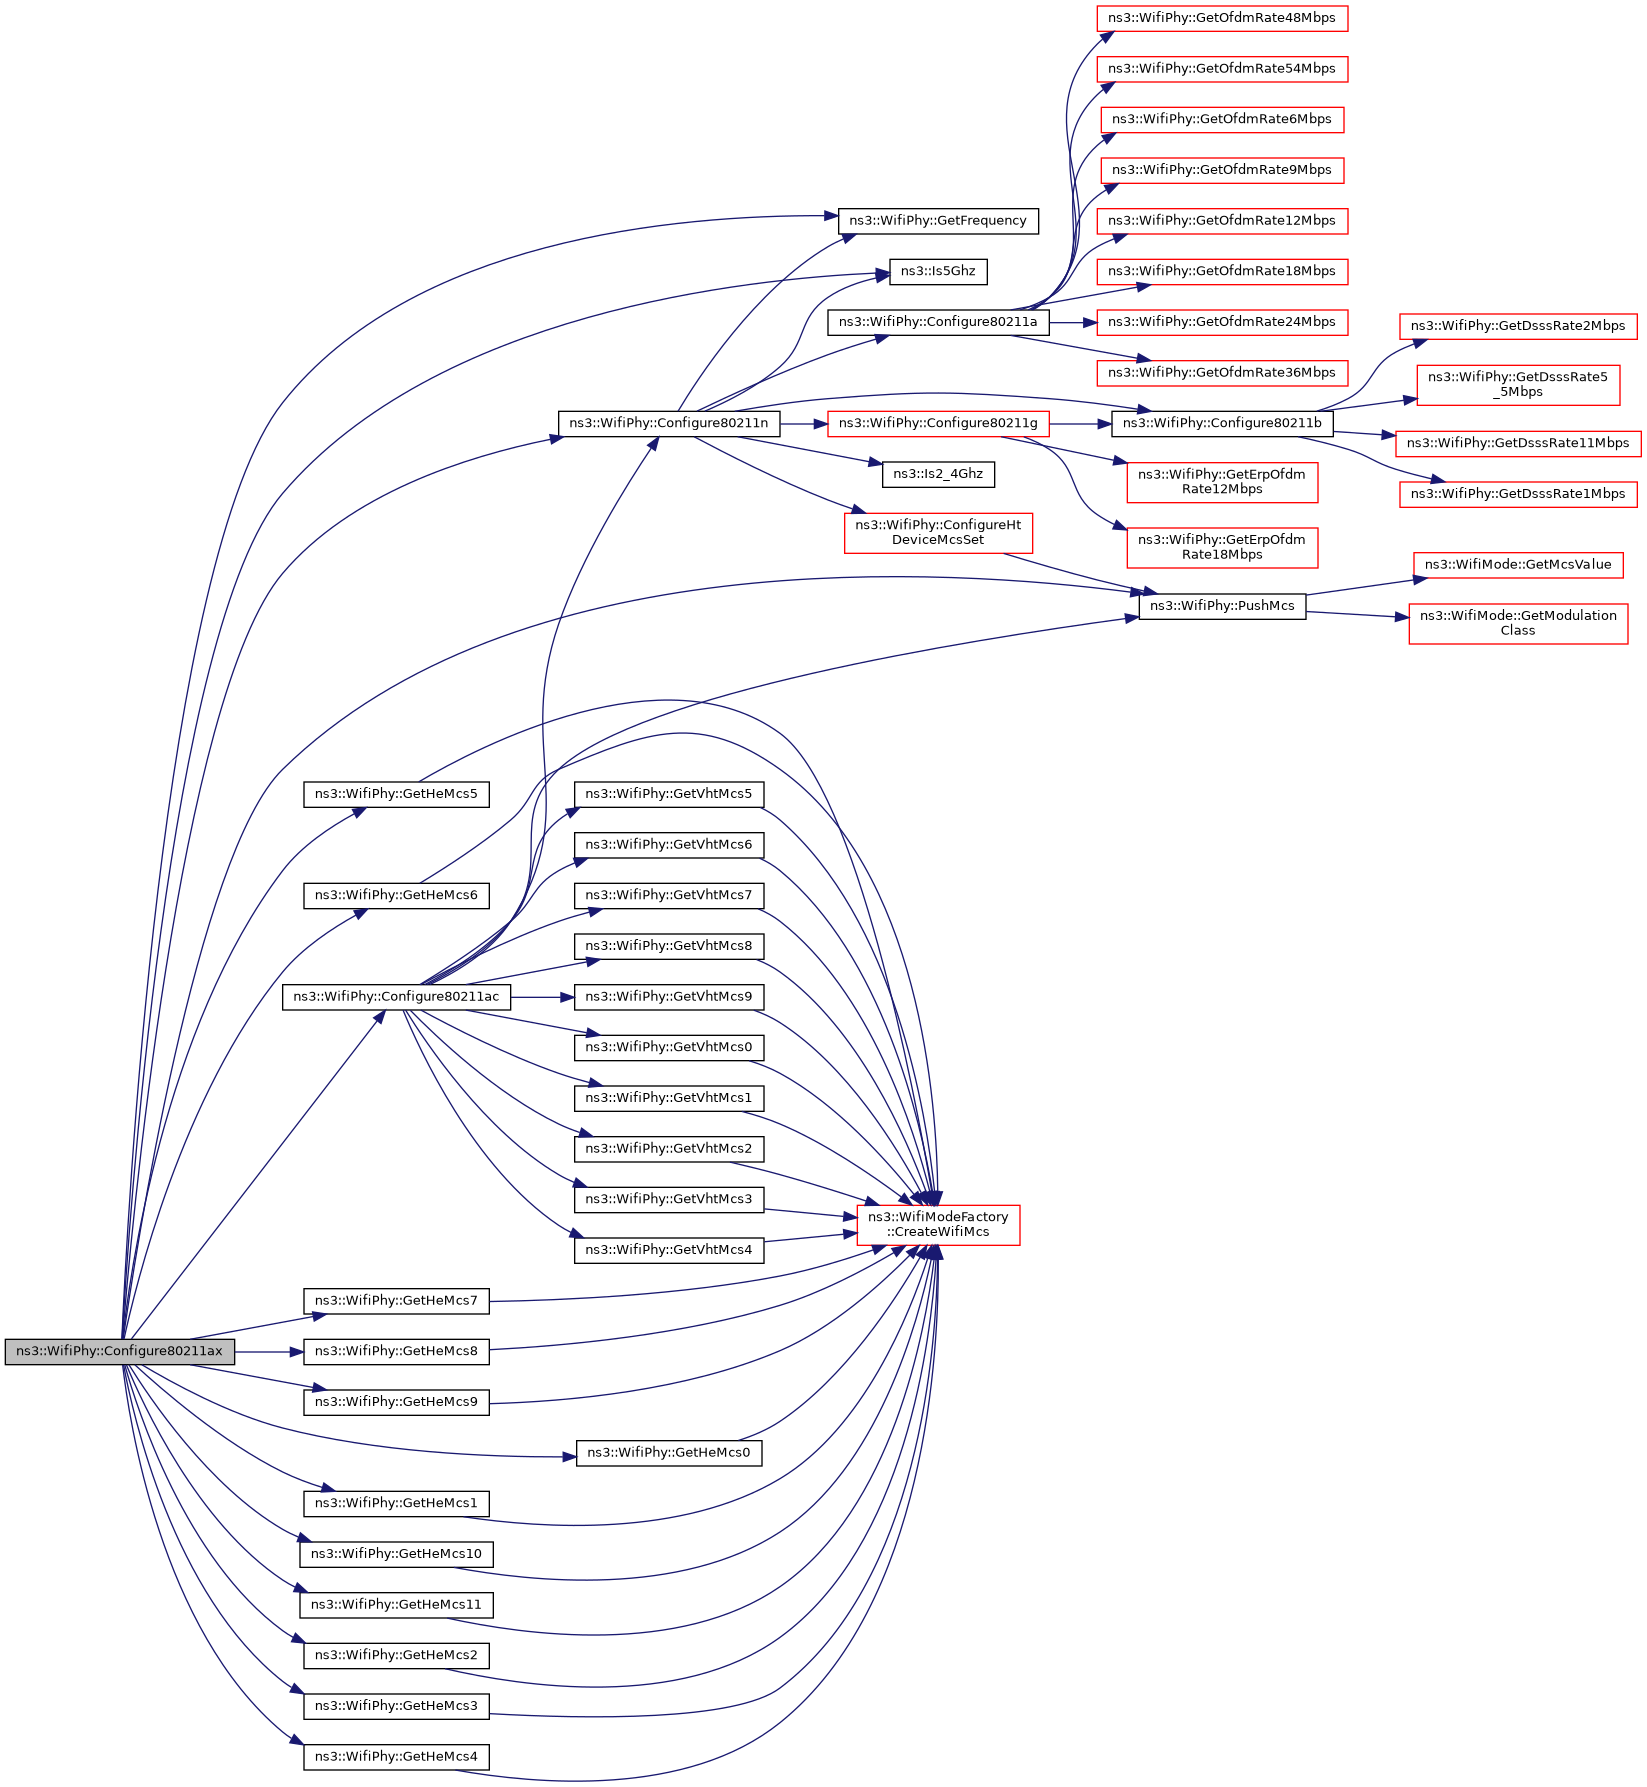 ns3::WifiPhy::GetOfdmRate48Mbps
ns3::WifiPhy::GetOfdmRate54Mbps
ns3::WifiPhy::GetOfdmRate6Mbps
ns3::WifiPhy::GetOfdmRate9Mbps
ns3::WifiPhy::GetFrequency
ns3::WifiPhy::GetOfdmRate12Mbps
ns3::Is5Ghz
ns3::WifiPhy::GetOfdmRate18Mbps
ns3::WifiPhy::Configure80211a
ns3::WifiPhy::GetOfdmRate24Mbps
ns3::WifiPhy::GetDsssRate2Mbps
ns3::WifiPhy::GetOfdmRate36Mbps
ns3::WifiPhy::GetDsssRate5
_5Mbps
ns3::WifiPhy::Configure80211n
ns3::WifiPhy::Configure80211g
ns3::WifiPhy::Configure80211b
ns3::WifiPhy::GetDsssRate11Mbps
ns3::Is2_4Ghz
ns3::WifiPhy::GetErpOfdm
Rate12Mbps
ns3::WifiPhy::GetDsssRate1Mbps
ns3::WifiPhy::ConfigureHt
DeviceMcsSet
ns3::WifiPhy::GetErpOfdm
Rate18Mbps
ns3::WifiMode::GetMcsValue
ns3::WifiPhy::PushMcs
ns3::WifiMode::GetModulation
Class
ns3::WifiPhy::GetHeMcs5
ns3::WifiPhy::GetVhtMcs5
ns3::WifiPhy::GetVhtMcs6
ns3::WifiPhy::GetHeMcs6
ns3::WifiPhy::GetVhtMcs7
ns3::WifiPhy::GetVhtMcs8
ns3::WifiPhy::Configure80211ac
ns3::WifiPhy::GetVhtMcs9
ns3::WifiPhy::GetVhtMcs0
ns3::WifiPhy::GetVhtMcs1
ns3::WifiPhy::GetVhtMcs2
ns3::WifiPhy::GetVhtMcs3
ns3::WifiModeFactory
::CreateWifiMcs
ns3::WifiPhy::GetVhtMcs4
ns3::WifiPhy::GetHeMcs7
ns3::WifiPhy::Configure80211ax
ns3::WifiPhy::GetHeMcs8
ns3::WifiPhy::GetHeMcs9
ns3::WifiPhy::GetHeMcs0
ns3::WifiPhy::GetHeMcs1
ns3::WifiPhy::GetHeMcs10
ns3::WifiPhy::GetHeMcs11
ns3::WifiPhy::GetHeMcs2
ns3::WifiPhy::GetHeMcs3
ns3::WifiPhy::GetHeMcs4